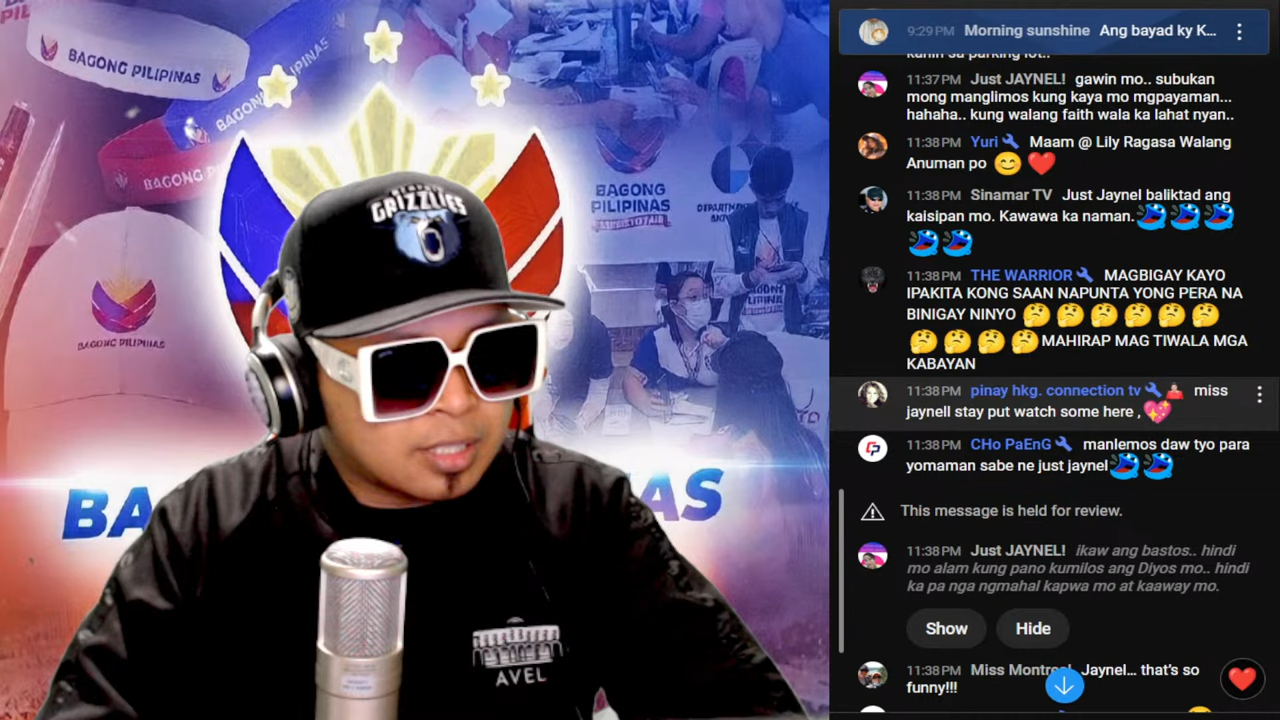 BAGONG PILIPINAS
BAGONG PILIPINAS
BAGONG
PILIPINAS
GRIZZLIES
AVEL
9:29 PM Morning sunshine Ang bayad ky K...
11:37 PM Just JAYNEL! gawin mo.. subukan
mong manglimos kung kaya mo mgpayaman...
hahaha.. kung walang faith wala ka lahat nyan..
11:38 PM Yuri Maam @ Lily Ragasa Walang
Anuman po 😊 ❤️
11:38 PM Sinamar TV Just Jaynel baliktad ang
kaisipan mo. Kawawa ka naman.
11:38 PM THE WARRIOR MAGBIGAY KAYO
IPAKITA KONG SAAN NAPUNTA YONG PERA NA
BINIGAY NINYO 🤔 🤔 🤔 🤔 🤔 🤔
🤔 🤔 🤔 🤔 MAHIRAP MAG TIWALA MGA
KABAYAN
11:38 PM pinay hkg. connection tv miss
jaynell stay put watch some here , 💖
11:38 PM CHo PaEnG manlemos daw tyo para
yomaman sabe ne just jaynel
This message is held for review.
11:38 PM Just JAYNEL! ikaw ang bastos.. hindi
mo alam kung pano kumilos ang Diyos mo.. hindi
ka pa nga ngmahal kapwa mo at kaaway mo.
Show Hide
11:38 PM Miss Montreal Jaynel... that's so
funny!!!